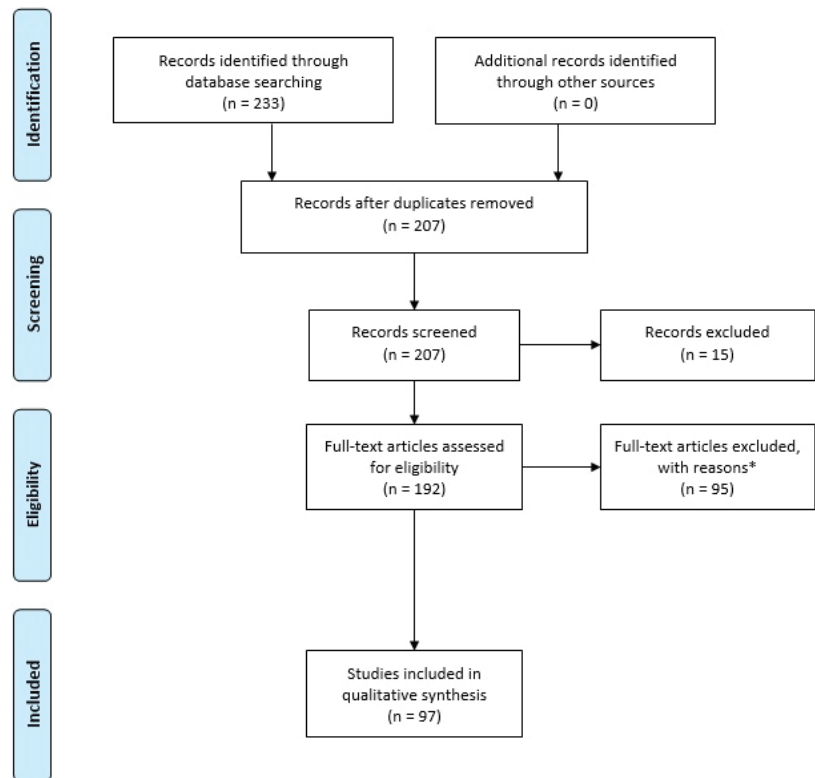 Identification
Records identified through
database searching
(n = 233)
Additional records identified
through other sources
(n = 0)
Records after duplicates removed
(n = 207)
Screening
Records screened
(n = 207)
Records excluded
(n = 15)
Eligibility
Full-text articles assessed
for eligibility
(n = 192)
Full-text articles excluded,
with reasons*
(n = 95)
Included
Studies included in
qualitative synthesis
(n = 97)